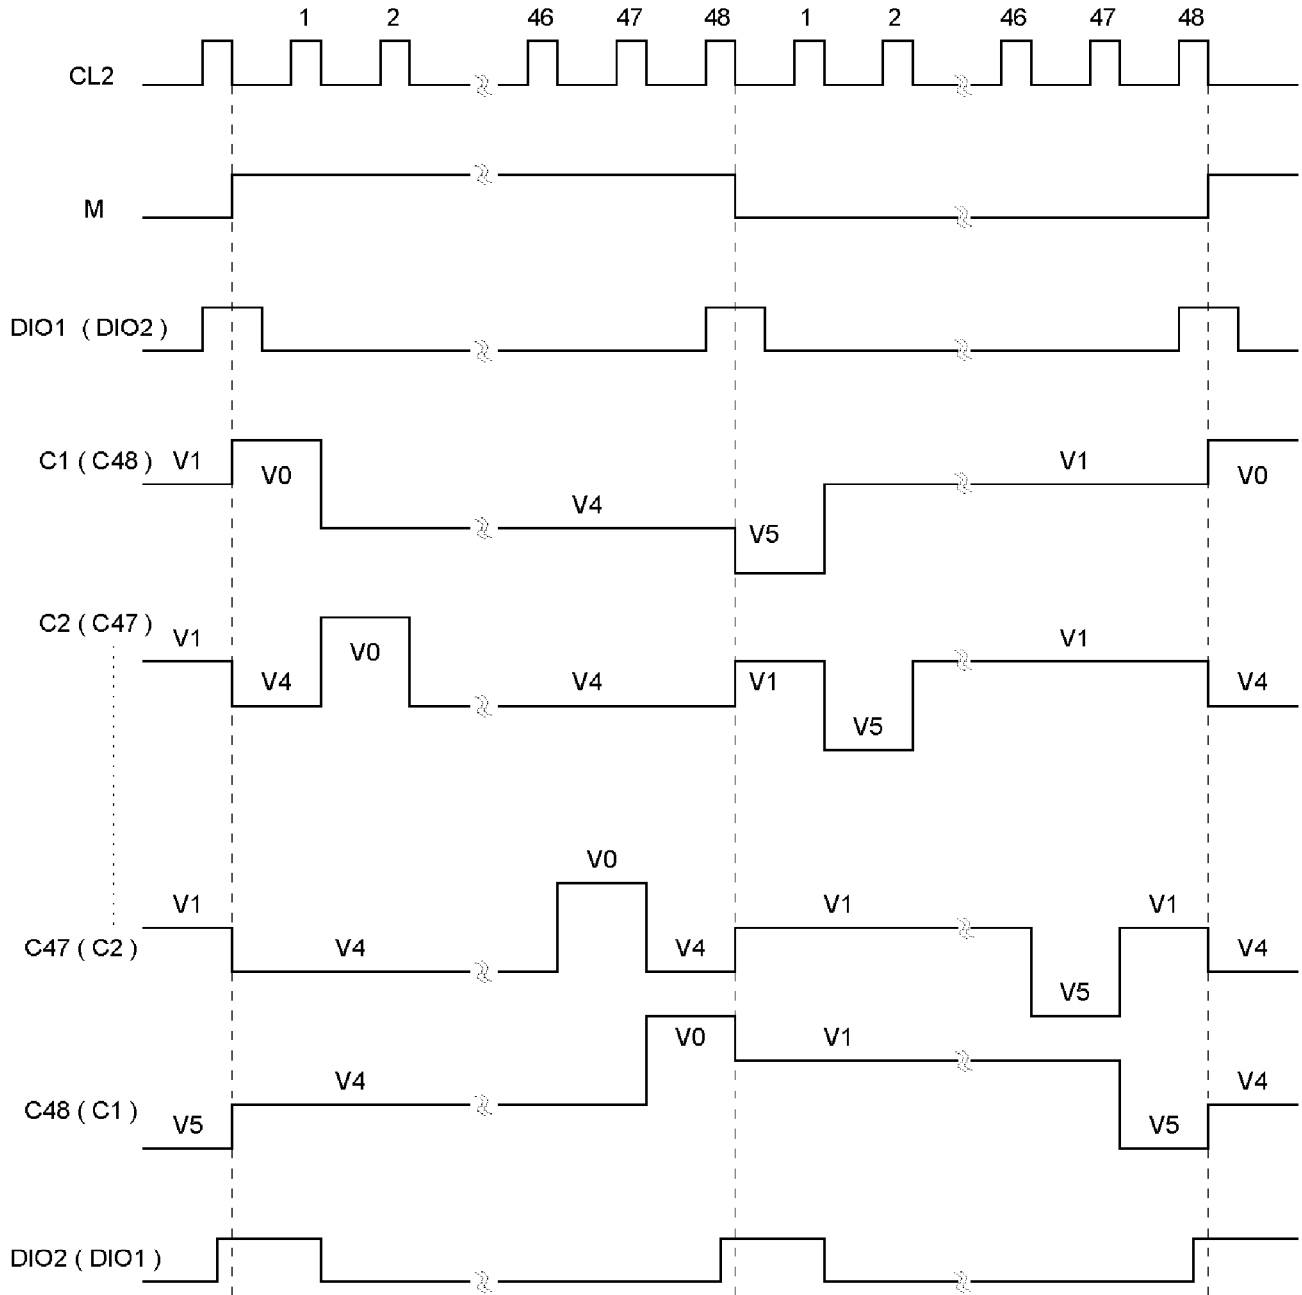 1 2 46 47 48 1 2 46 47 48
CL2
M
DIO1 ( DIO2 )
C1 ( C48 ) V1 V0 V4 V5 V1 V0
C2 ( C47 ) V1 V4 V0 V4 V1 V5 V1 V4
C47 ( C2 ) V1 V4 V0 V4 V1 V5 V1 V4
C48 ( C1 ) V5 V4 V0 V1 V5 V4
DIO2 ( DIO1 )